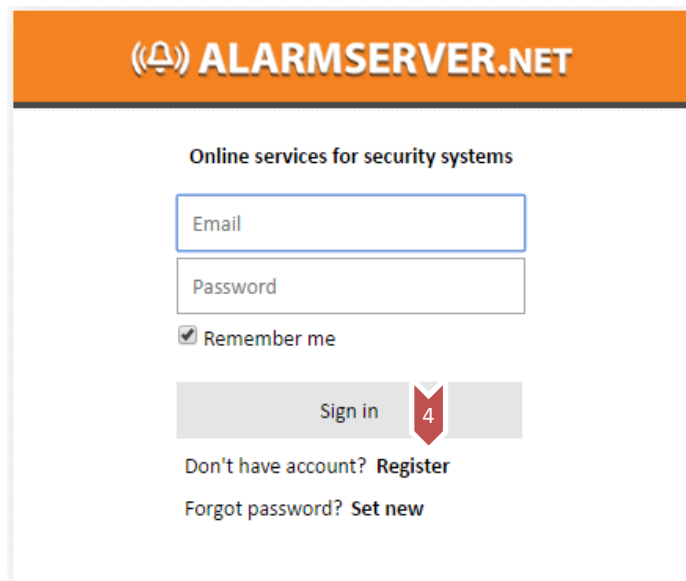 ALARMSERVER.NET
Online services for security systems
Email
Password
Remember me
Sign in
4
Don't have account? Register
Forgot password? Set new